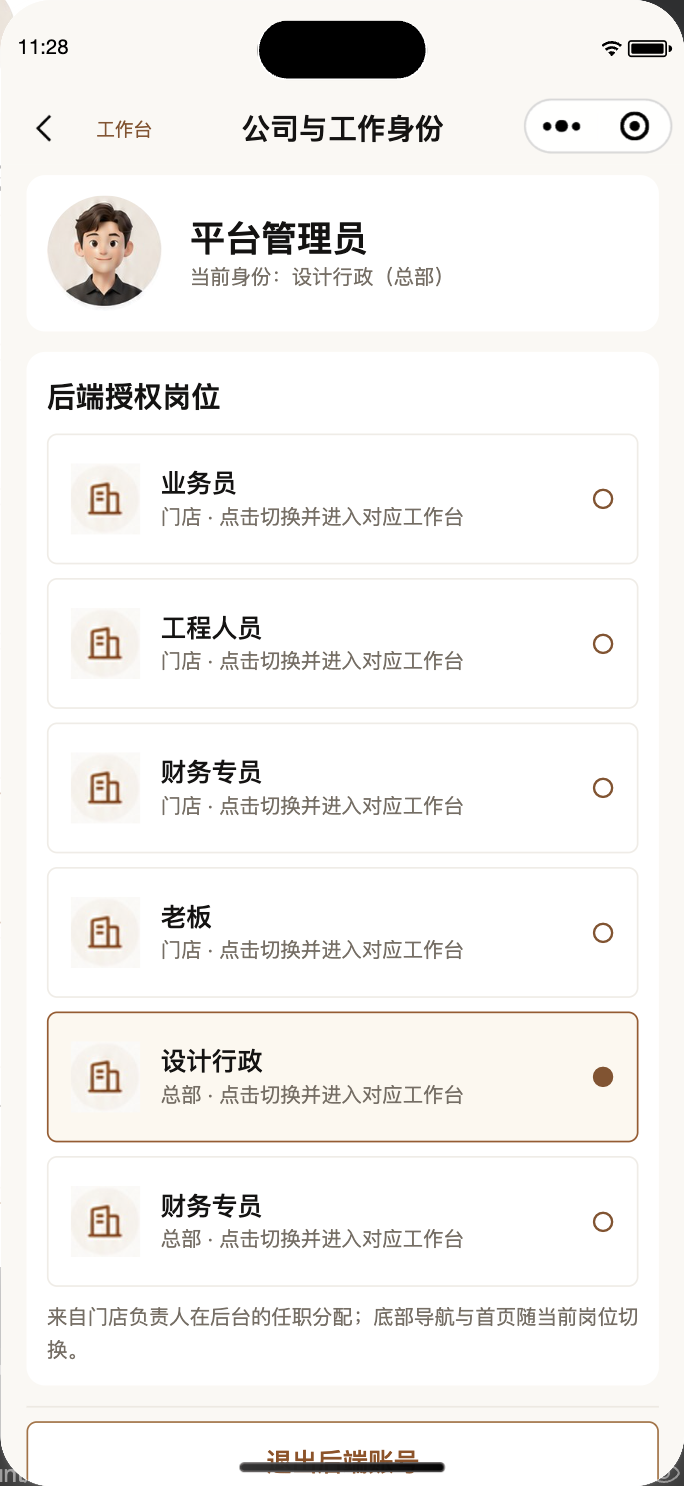 11:28
工作台
公司与工作身份
平台管理员
当前身份：设计行政（总部）
后端授权岗位
业务员
门店 · 点击切换并进入对应工作台
工程人员
门店 · 点击切换并进入对应工作台
财务专员
门店 · 点击切换并进入对应工作台
老板
门店 · 点击切换并进入对应工作台
设计行政
总部 · 点击切换并进入对应工作台
财务专员
总部 · 点击切换并进入对应工作台
来自门店负责人在后台的任职分配；底部导航与首页随当前岗位切
换。
退出后端账号